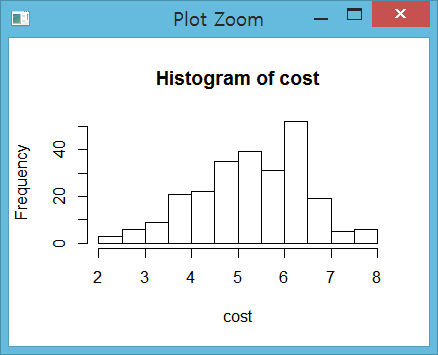 Plot Zoom
Histogram of cost
Frequency
40
20
0
2 3 4 5 6 7 8
cost